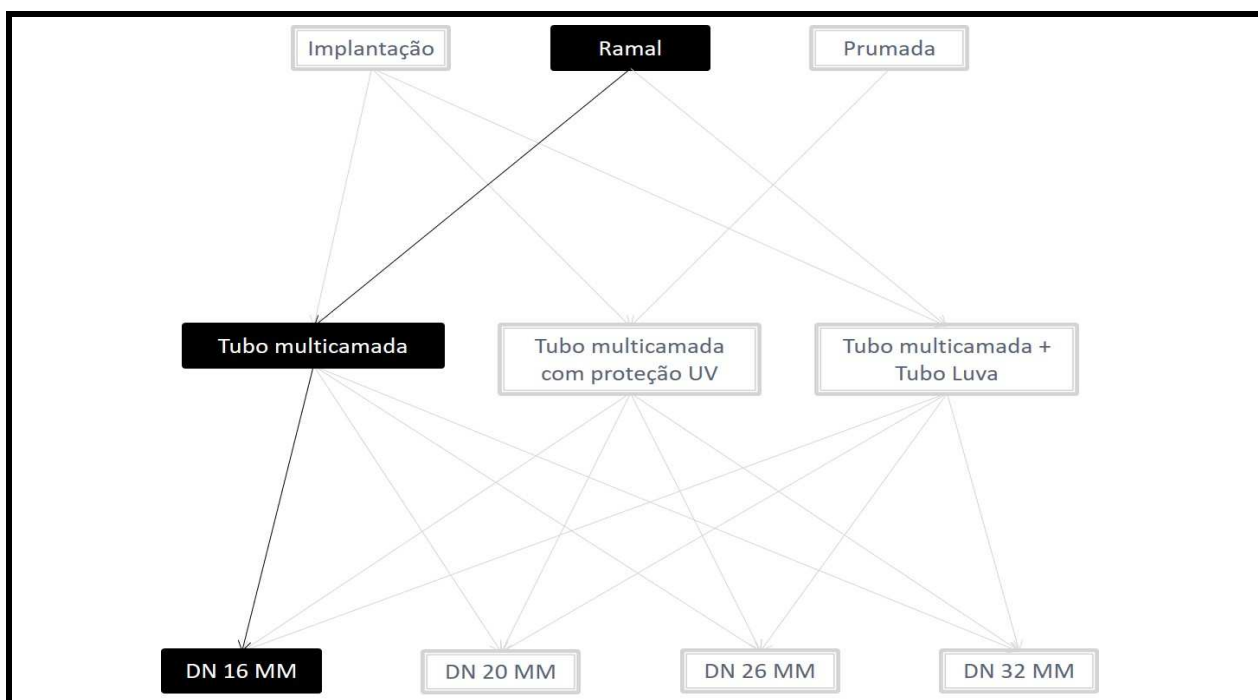 Implantação
Ramal
Prumada
Tubo multicamada
Tubo multicamada
com proteção UV
Tubo multicamada +
Tubo Luva
DN 16 MM
DN 20 MM
DN 26 MM
DN 32 MM